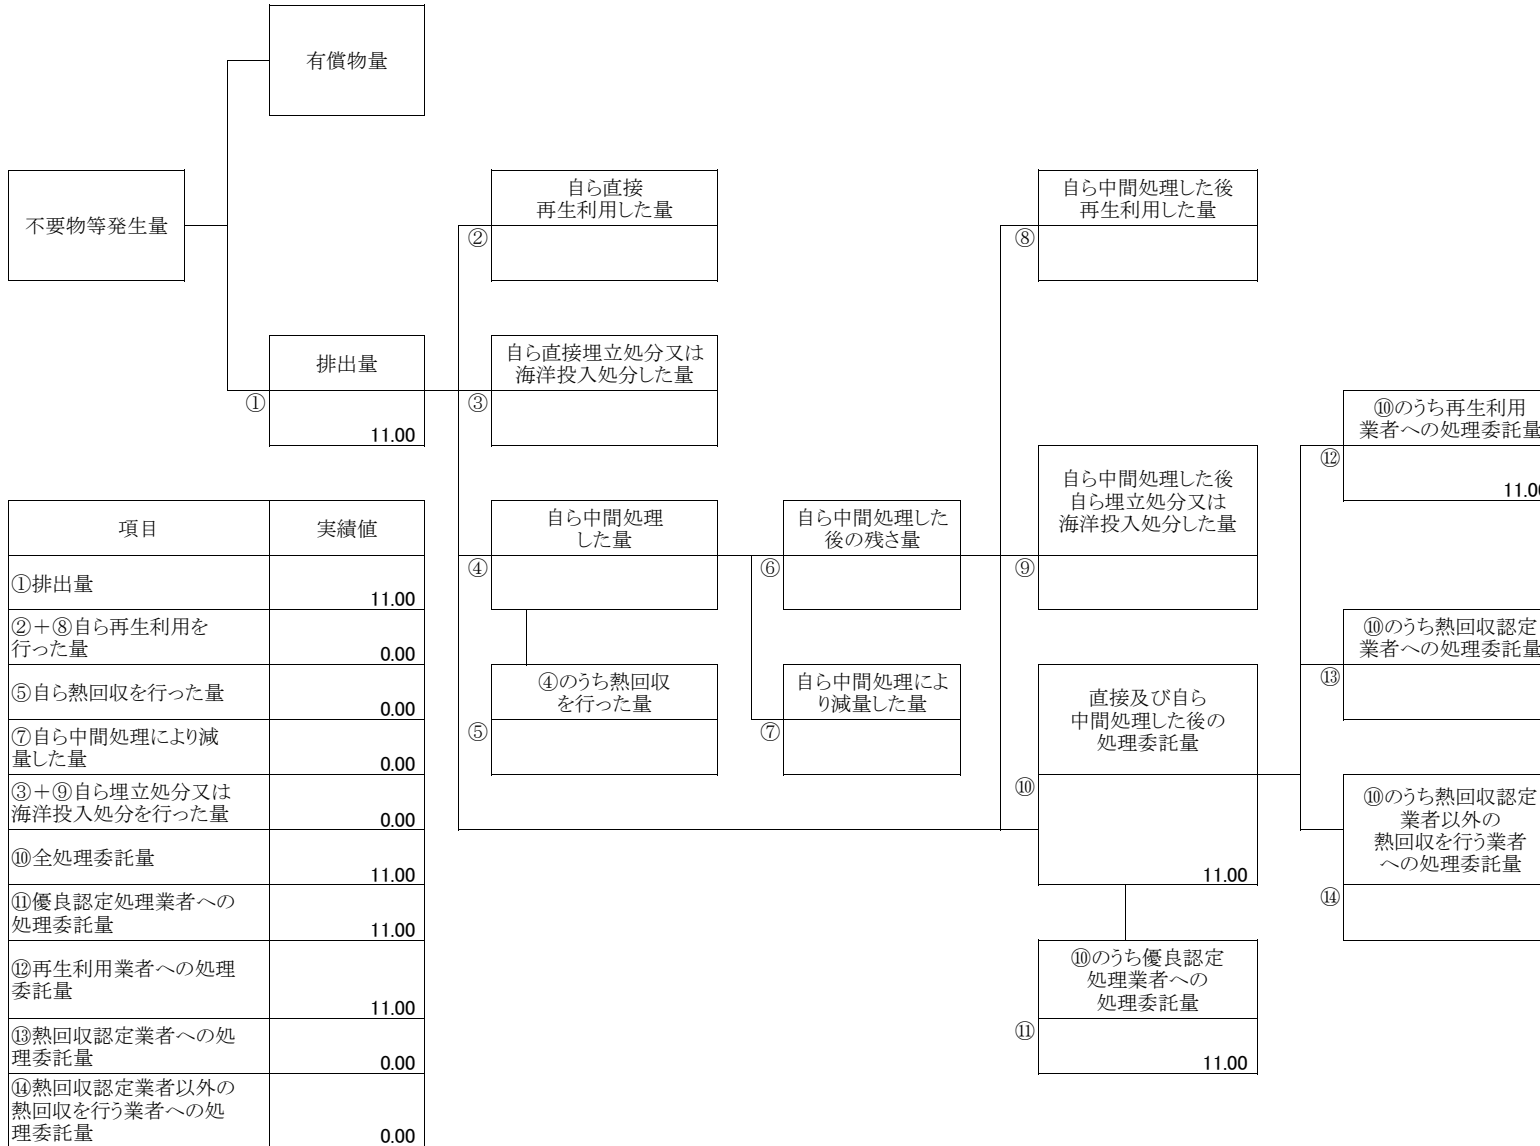 有償物量
不要物等発生量
自ら直接
再生利用した量
②
自ら中間処理した後
再生利用した量
⑧
排出量
①
11.00
自ら直接埋立処分又は
海洋投入処分した量
③
⑩のうち再生利用
業者への処理委託量
⑫
11.00
自ら中間処理
した量
④
自ら中間処理した
後の残さ量
⑥
自ら中間処理した後
自ら埋立処分又は
海洋投入処分した量
⑨
⑩のうち熱回収認定
業者への処理委託量
⑬
④のうち熱回収
を行った量
⑤
自ら中間処理によ
り減量した量
⑦
直接及び自ら
中間処理した後の
処理委託量
⑩
11.00
⑩のうち熱回収認定
業者以外の
熱回収を行う業者
への処理委託量
⑭
⑩のうち優良認定
処理業者への
処理委託量
⑪
11.00
項目 実績値
①排出量 11.00
②+⑧自ら再生利用を
行った量 0.00
⑤自ら熱回収を行った量 0.00
⑦自ら中間処理により減
量した量 0.00
③+⑨自ら埋立処分又は
海洋投入処分を行った量 0.00
⑩全処理委託量 11.00
⑪優良認定処理業者への
処理委託量 11.00
⑫再生利用業者への処理
委託量 11.00
⑬熱回収認定業者への処
理委託量 0.00
⑭熱回収認定業者以外の
熱回収を行う業者への処
理委託量 0.00